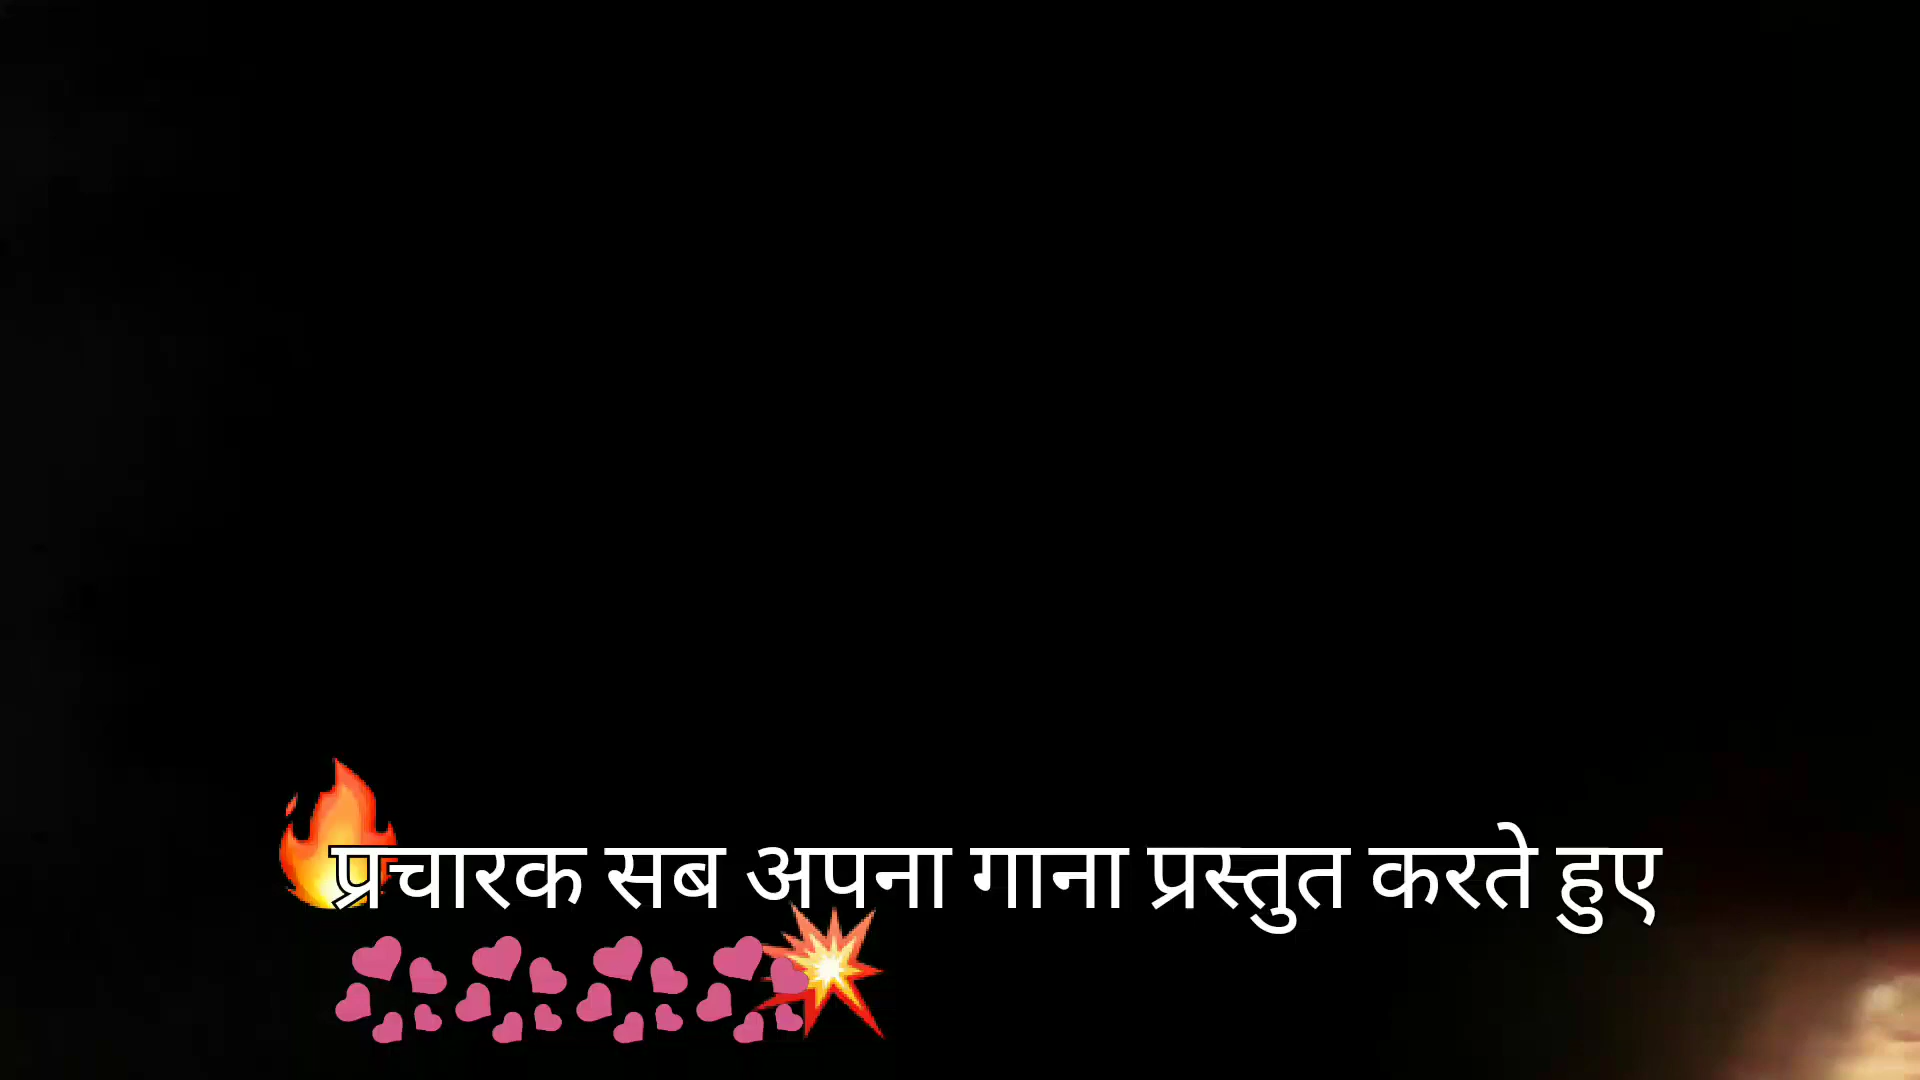 🔥प्रचारक सब अपना गाना प्रस्तुत करते हुए
💞💞💞💞💥